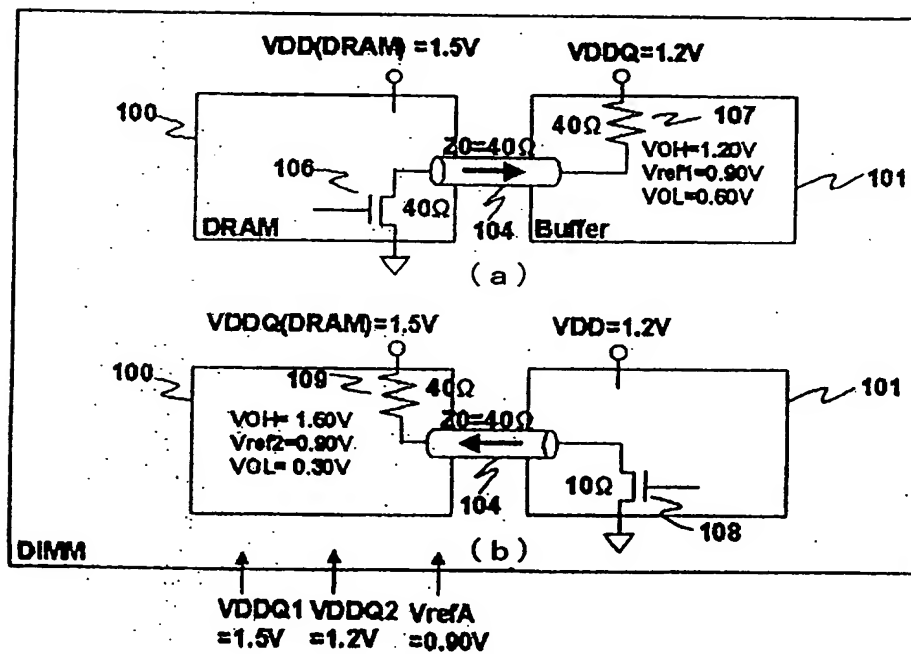 VDD(DRAM) =1.5V
VDDQ=1.2V
100
107
40Ω
Z0=40Ω
VOH=1.20V
Vref1=0.90V
VOL=0.60V
106
101
40Ω
DRAM
104
Buffer
(a)
VDDQ(DRAM)=1.5V
VDD=1.2V
100
109
40Ω
101
Z0=40Ω
VOH= 1.60V
Vref2=0.90V
VOL= 0.30V
10Ω
104
108
(b)
DIMM
VDDQ1 =1.5V
VDDQ2 =1.2V
VrefA =0.90V